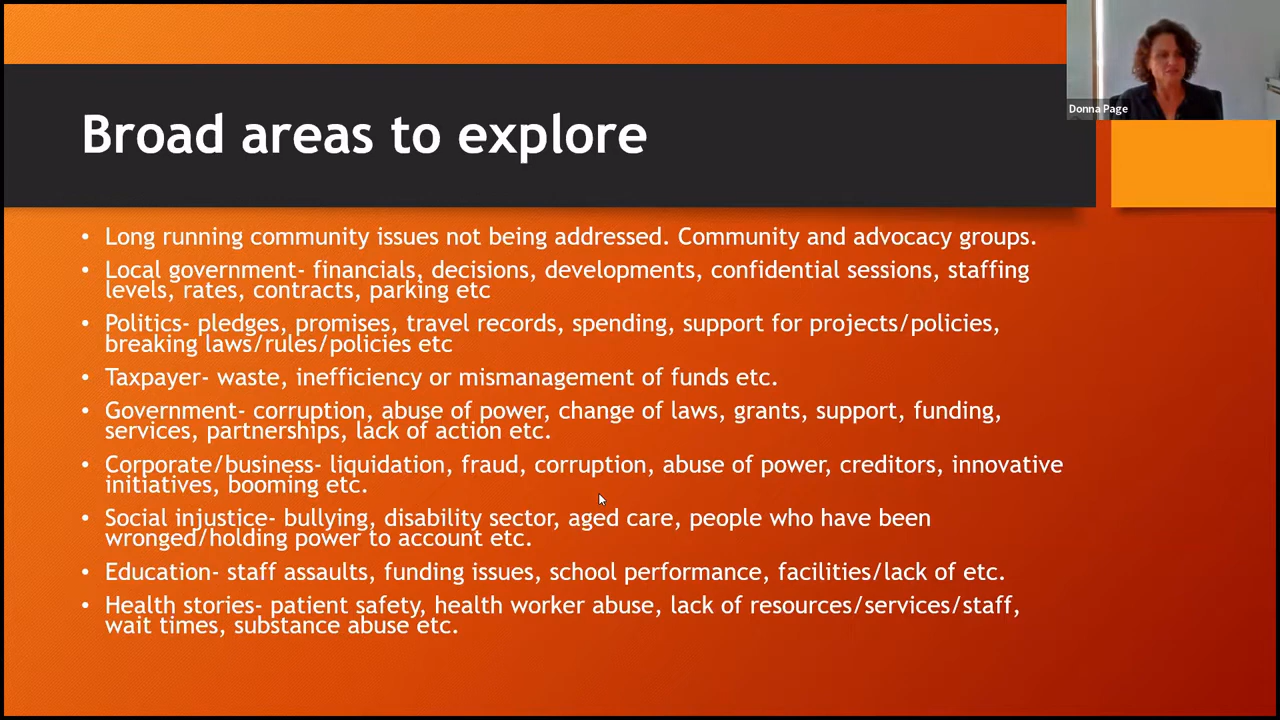 Donna Page
Broad areas to explore
• Long running community issues not being addressed. Community and advocacy groups.
• Local government- financials, decisions, developments, confidential sessions, staffing
levels, rates, contracts, parking etc
• Politics- pledges, promises, travel records, spending, support for projects/policies,
breaking laws/rules/policies etc
• Taxpayer- waste, inefficiency or mismanagement of funds etc.
• Government- corruption, abuse of power, change of laws, grants, support, funding,
services, partnerships, lack of action etc.
• Corporate/business- liquidation, fraud, corruption, abuse of power, creditors, innovative
initiatives, booming etc.
• Social injustice- bullying, disability sector, aged care, people who have been
wronged/holding power to account etc.
• Education- staff assaults, funding issues, school performance, facilities/lack of etc.
• Health stories- patient safety, health worker abuse, lack of resources/services/staff,
wait times, substance abuse etc.